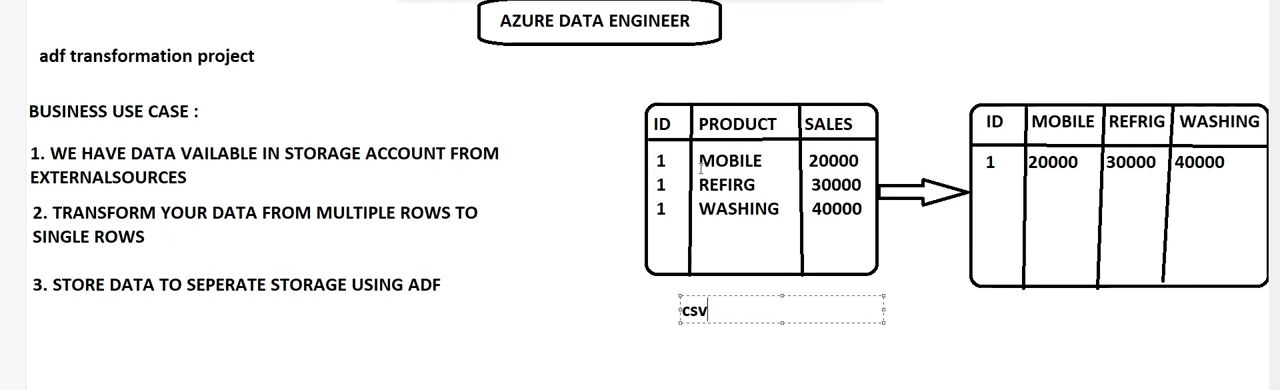 AZURE DATA ENGINEER
adf transformation project
BUSINESS USE CASE :
1. WE HAVE DATA VAILABLE IN STORAGE ACCOUNT FROM
EXTERNALSOURCES
2. TRANSFORM YOUR DATA FROM MULTIPLE ROWS TO
SINGLE ROWS
3. STORE DATA TO SEPERATE STORAGE USING ADF
ID PRODUCT SALES
1 MOBILE 20000
1 REFIRG 30000
1 WASHING 40000
csv
ID MOBILE REFRIG WASHING
1 20000 30000 40000